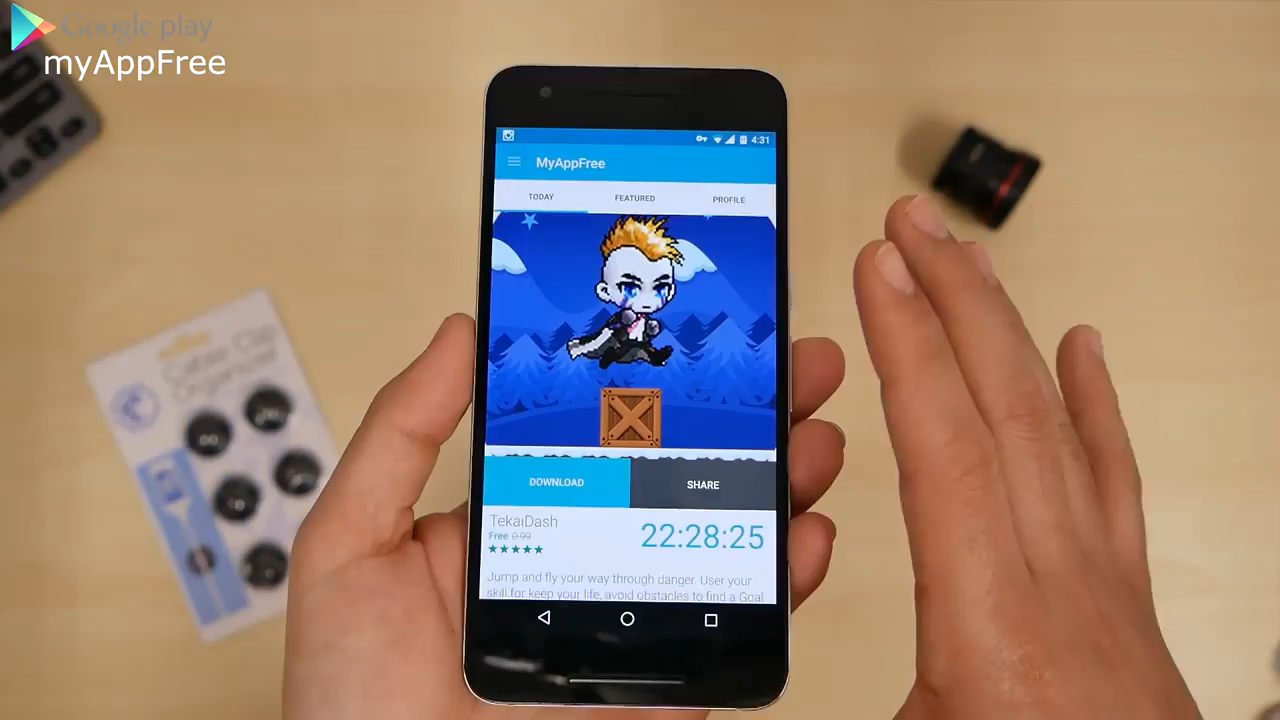 Google play
myAppFree
4:31
MyAppFree
TODAY
FEATURED
PROFILE
DOWNLOAD
SHARE
TekaiDash
Free 0.99
22:28:25
Jump and fly your way through danger. User your
skill for keep your life, avoid obstacles to find a Goal
Cable Clip
Organizer